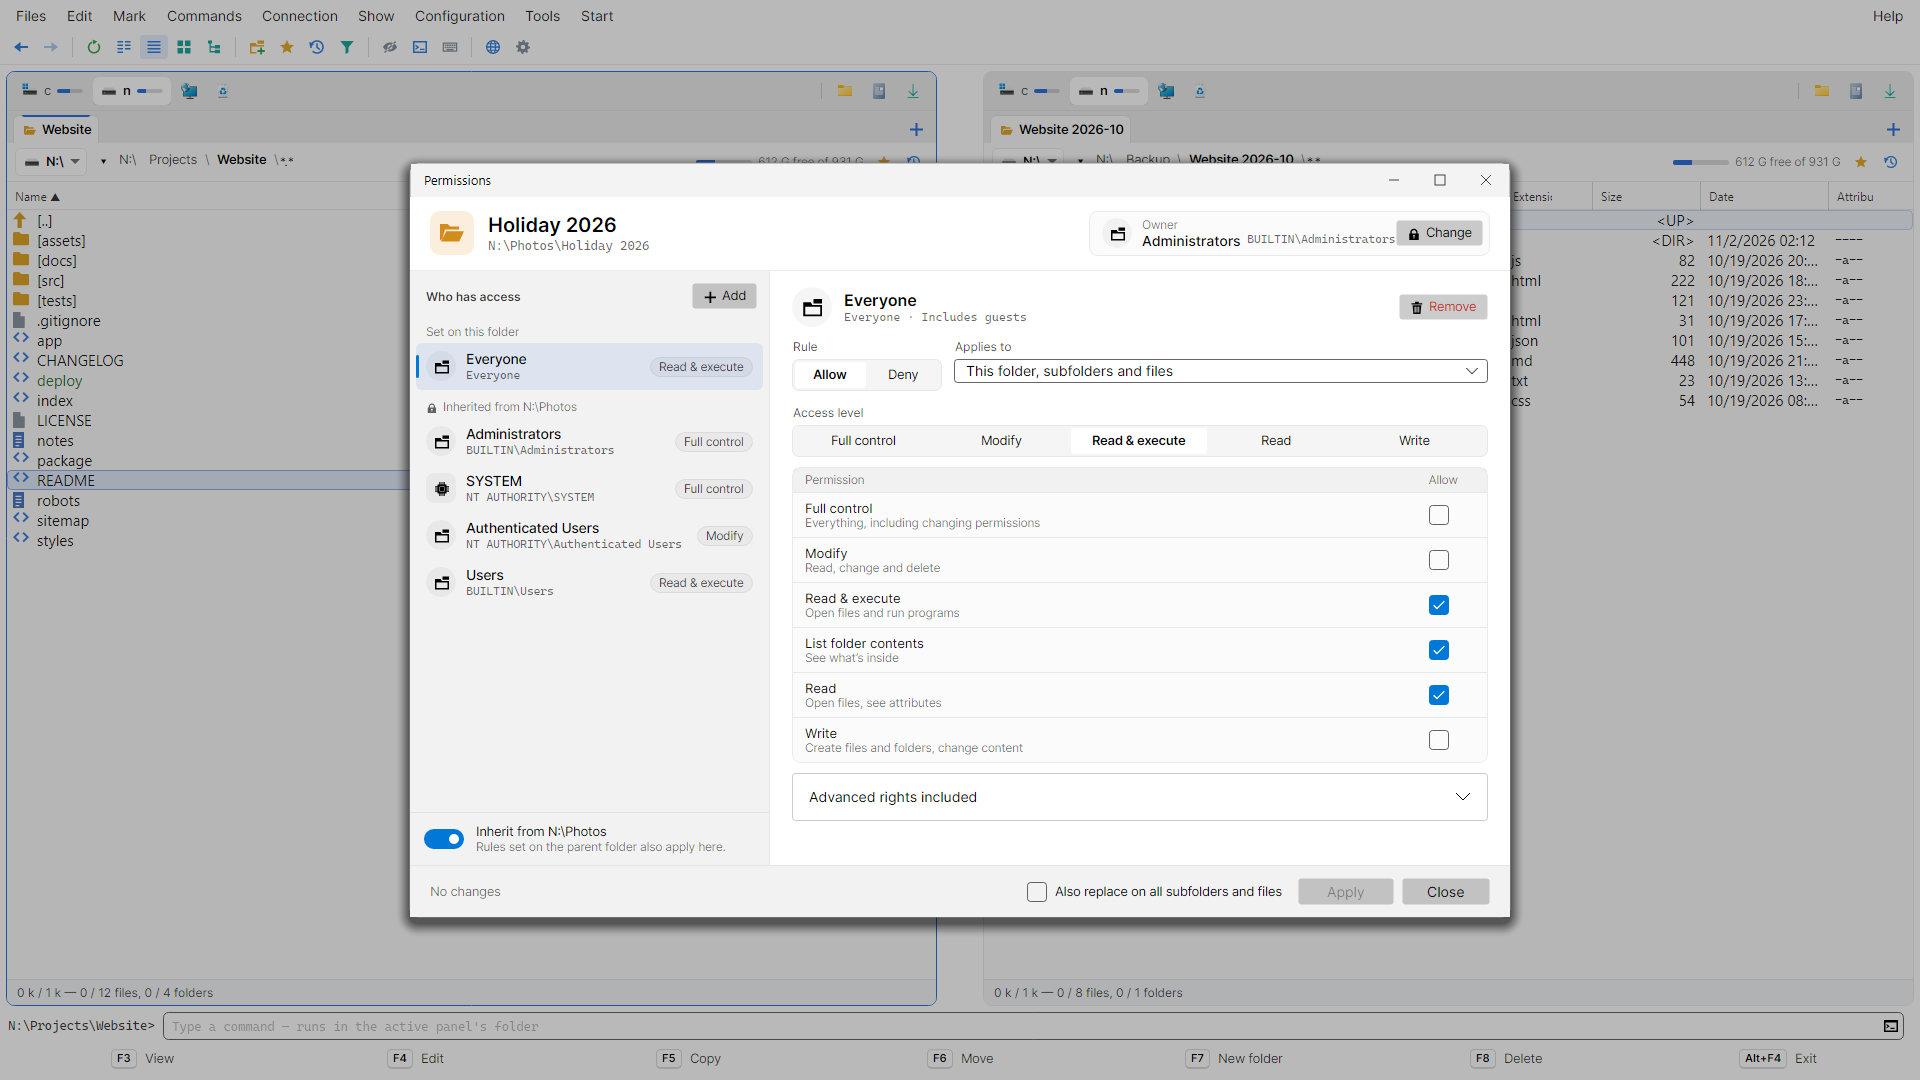 Files Edit Mark Commands Connection Show Configuration Tools Start Help
c n
c n
Website
Website 2026-10
N:\ N:\ Projects \ Website \*.*
612 G free of 931 G
N:\ N:\ Backup \ Website 2026-10 \**
612 G free of 931 G
Name
Size Date Attribu
[..]
[assets]
[docs]
[src]
[tests]
.gitignore
app
CHANGELOG
deploy
index
LICENSE
notes
package
README
robots
sitemap
styles
<UP>
<DIR> 11/2/2026 02:12 ----
js 82 10/19/2026 20:... -a--
html 222 10/19/2026 18:... -a--
121 10/19/2026 23:... -a--
html 31 10/19/2026 17:... -a--
json 101 10/19/2026 15:... -a--
md 448 10/19/2026 21:... -a--
txt 23 10/19/2026 13:... -a--
css 54 10/19/2026 08:... -a--
Permissions
Holiday 2026
N:\Photos\Holiday 2026
Owner
Administrators BUILTIN\Administrators
Change
Who has access
Add
Set on this folder
Everyone
Everyone
Read & execute
Inherited from N:\Photos
Administrators
BUILTIN\Administrators
Full control
SYSTEM
NT AUTHORITY\SYSTEM
Full control
Authenticated Users
NT AUTHORITY\Authenticated Users
Modify
Users
BUILTIN\Users
Read & execute
Inherit from N:\Photos
Rules set on the parent folder also apply here.
Everyone
Everyone · Includes guests
Remove
Rule
Allow Deny
Applies to
This folder, subfolders and files
Access level
Full control Modify Read & execute Read Write
Permission Allow
Full control
Everything, including changing permissions
Modify
Read, change and delete
Read & execute
Open files and run programs
List folder contents
See what's inside
Read
Open files, see attributes
Write
Create files and folders, change content
Advanced rights included
No changes
Also replace on all subfolders and files
Apply
Close
0 k / 1 k — 0 / 12 files, 0 / 4 folders
0 k / 1 k — 0 / 8 files, 0 / 1 folders
N:\Projects\Website> Type a command — runs in the active panel's folder
F3 View F4 Edit F5 Copy F6 Move F7 New folder F8 Delete Alt+F4 Exit